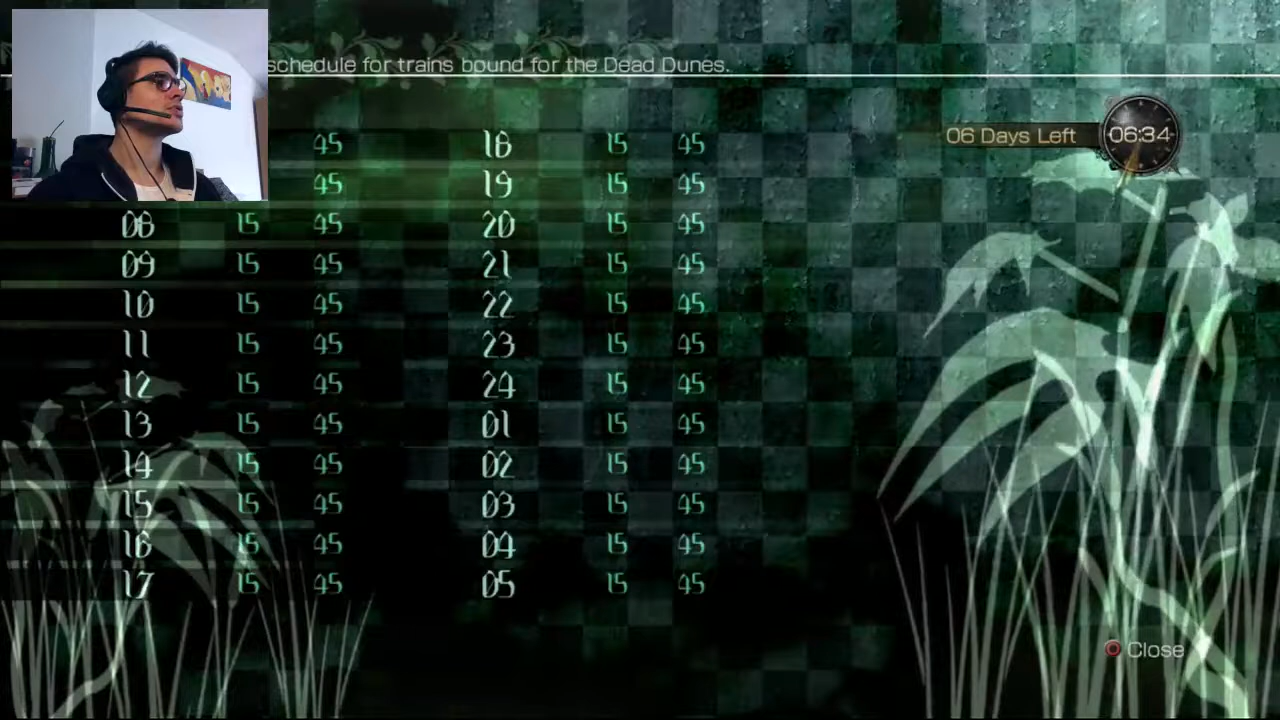 schedule for trains bound for the Dead Dunes.
06 Days Left 06:34
45 18 15 45
45 19 15 45
08 15 45 20 15 45
09 15 45 21 15 45
10 15 45 22 15 45
11 15 45 23 15 45
12 15 45 24 15 45
13 15 45 01 15 45
14 15 45 02 15 45
15 15 45 03 15 45
16 15 45 04 15 45
17 15 45 05 15 45
Close